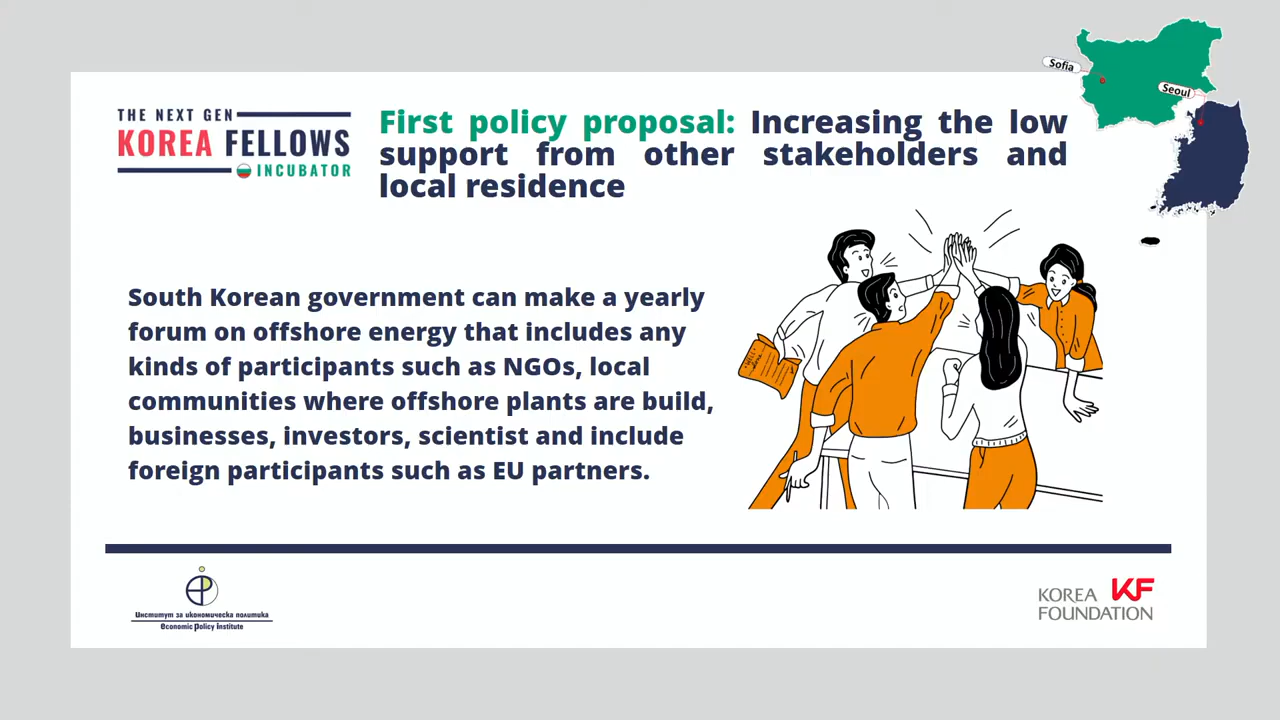 Sofia
Seoul
THE NEXT GEN
KOREA FELLOWS
INCUBATOR
First policy proposal: Increasing the low
support from other stakeholders and
local residence
South Korean government can make a yearly
forum on offshore energy that includes any
kinds of participants such as NGOs, local
communities where offshore plants are build,
businesses, investors, scientist and include
foreign participants such as EU partners.
Институт за икономическа политика
Economic Policy Institute
KOREA KF
FOUNDATION